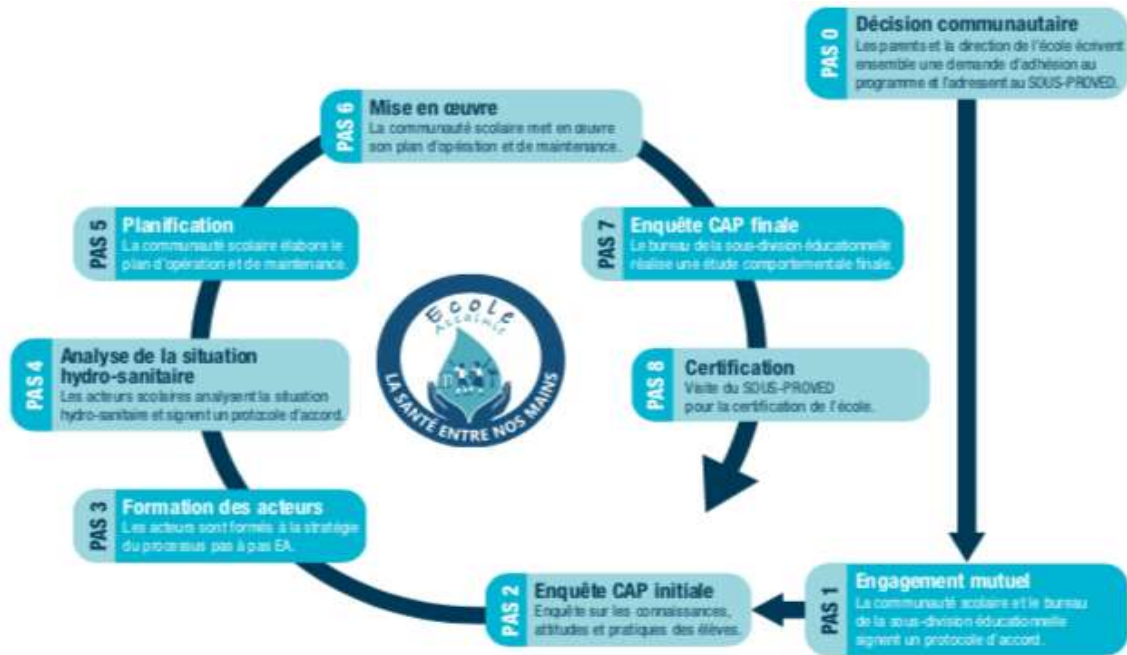 PAS 0
Décision communautaire
Les parents et la direction de l'école écrivent
ensemble une demande d'adhésion au
programme et l'adressent au SOUS-PROVED.
PAS 1
Engagement mutuel
La communauté scolaire et le bureau
de la sous-division éducationnelle
signent un protocole d'accord.
PAS 2
Enquête CAP initiale
Enquête sur les connaissances,
attitudes et pratiques des élèves.
PAS 3
Formation des acteurs
Les acteurs sont formés à la stratégie
du processus pas à pas EA.
PAS 4
Analyse de la situation
hydro-sanitaire
Les acteurs scolaires analysent la situation
hydro-sanitaire et signent un protocole d'accord.
PAS 5
Planification
La communauté scolaire élabore le
plan d'opération et de maintenance.
PAS 6
Mise en œuvre
La communauté scolaire met en œuvre
son plan d'opération et de maintenance.
PAS 7
Enquête CAP finale
Le bureau de la sous-division éducationnelle
réalise une étude comportementale finale.
PAS 8
Certification
Visite du SOUS-PROVED
pour la certification de l'école.
Ecole
Assainie
LA SANTÉ ENTRE NOS MAINS